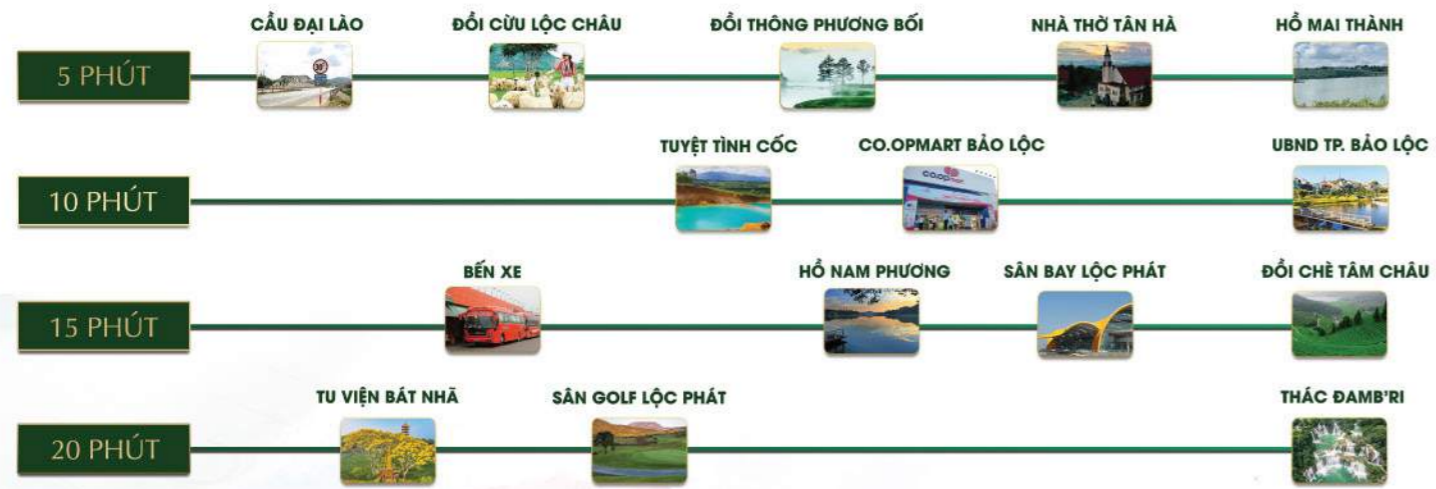 CẦU ĐẠI LÀO
ĐỒI CỪU LỘC CHÂU
ĐỒI THÔNG PHƯƠNG BỐI
NHÀ THỜ TÂN HÀ
HỒ MAI THÀNH
5 PHÚT
30
TUYỆT TÌNH CỐC
CO.OPMART BẢO LỘC
UBND TP. BẢO LỘC
10 PHÚT
co.opmart
BẾN XE
HỒ NAM PHƯƠNG
SÂN BAY LỘC PHÁT
ĐỒI CHÈ TÂM CHÂU
15 PHÚT
TU VIỆN BÁT NHÃ
SÂN GOLF LỘC PHÁT
THÁC ĐAMB'RI
20 PHÚT